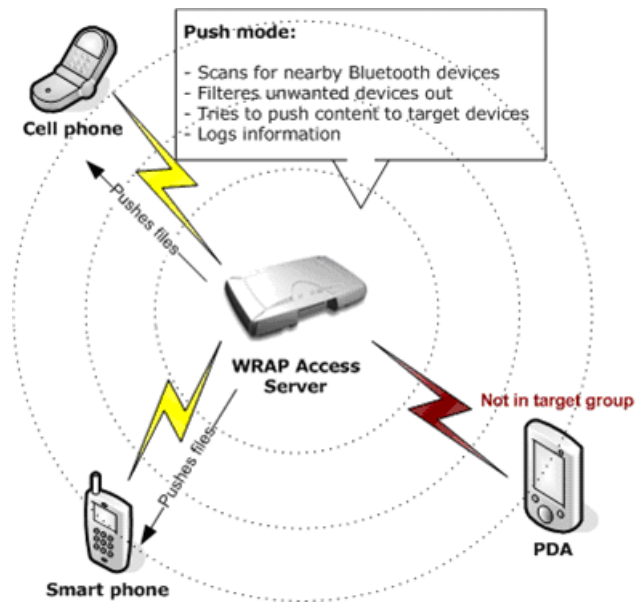 Push mode:
- Scans for nearby Bluetooth devices
- Filteres unwanted devices out
- Tries to push content to target devices
- Logs information
Cell phone
Pushes files
WRAP Access
Server
Not in target group
Pushes files
PDA
Smart phone